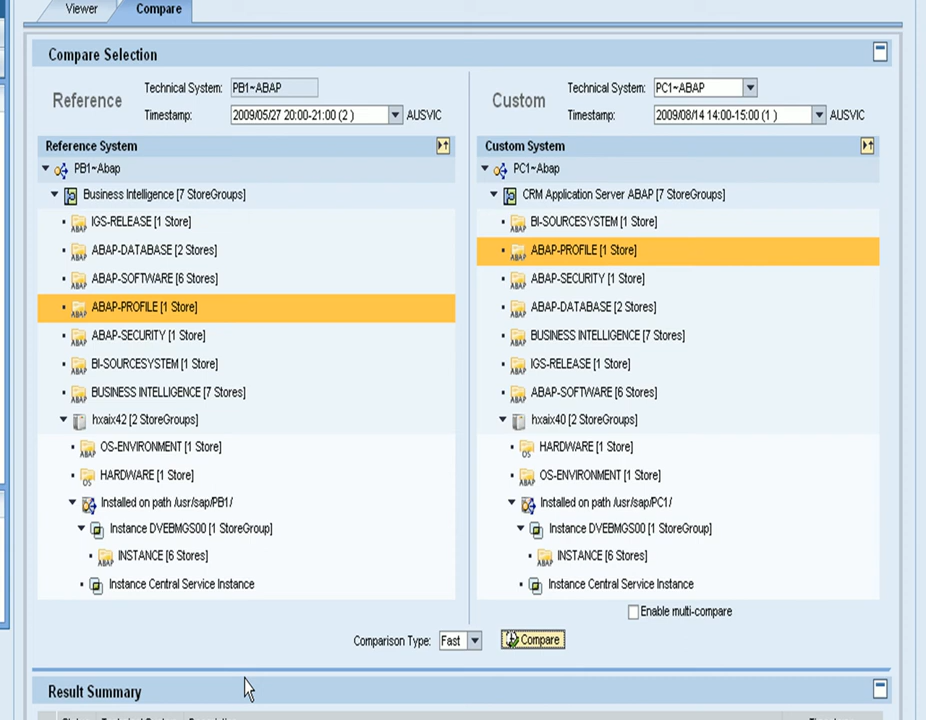 Viewer
Compare
Compare Selection
Reference
Technical System: PB1~ABAP
Timestamp: 2009/05/27 20:00-21:00 (2 ) AUSVIC
Custom
Technical System: PC1~ABAP
Timestamp: 2009/08/14 14:00-15:00 (1 ) AUSVIC
Reference System
PB1~Abap
Business Intelligence [7 StoreGroups]
IGS-RELEASE [1 Store]
ABAP-DATABASE [2 Stores]
ABAP-SOFTWARE [6 Stores]
ABAP-PROFILE [1 Store]
ABAP-SECURITY [1 Store]
BI-SOURCESYSTEM [1 Store]
BUSINESS INTELLIGENCE [7 Stores]
hxaix42 [2 StoreGroups]
OS-ENVIRONMENT [1 Store]
HARDWARE [1 Store]
Installed on path /usr/sap/PB1/
Instance DVEBMGS00 [1 StoreGroup]
INSTANCE [6 Stores]
Instance Central Service Instance
Custom System
PC1~Abap
CRM Application Server ABAP [7 StoreGroups]
BI-SOURCESYSTEM [1 Store]
ABAP-PROFILE [1 Store]
ABAP-SECURITY [1 Store]
ABAP-DATABASE [2 Stores]
BUSINESS INTELLIGENCE [7 Stores]
IGS-RELEASE [1 Store]
ABAP-SOFTWARE [6 Stores]
hxaix40 [2 StoreGroups]
HARDWARE [1 Store]
OS-ENVIRONMENT [1 Store]
Installed on path /usr/sap/PC1/
Instance DVEBMGS00 [1 StoreGroup]
INSTANCE [6 Stores]
Instance Central Service Instance
Enable multi-compare
Comparison Type: Fast Compare
Result Summary